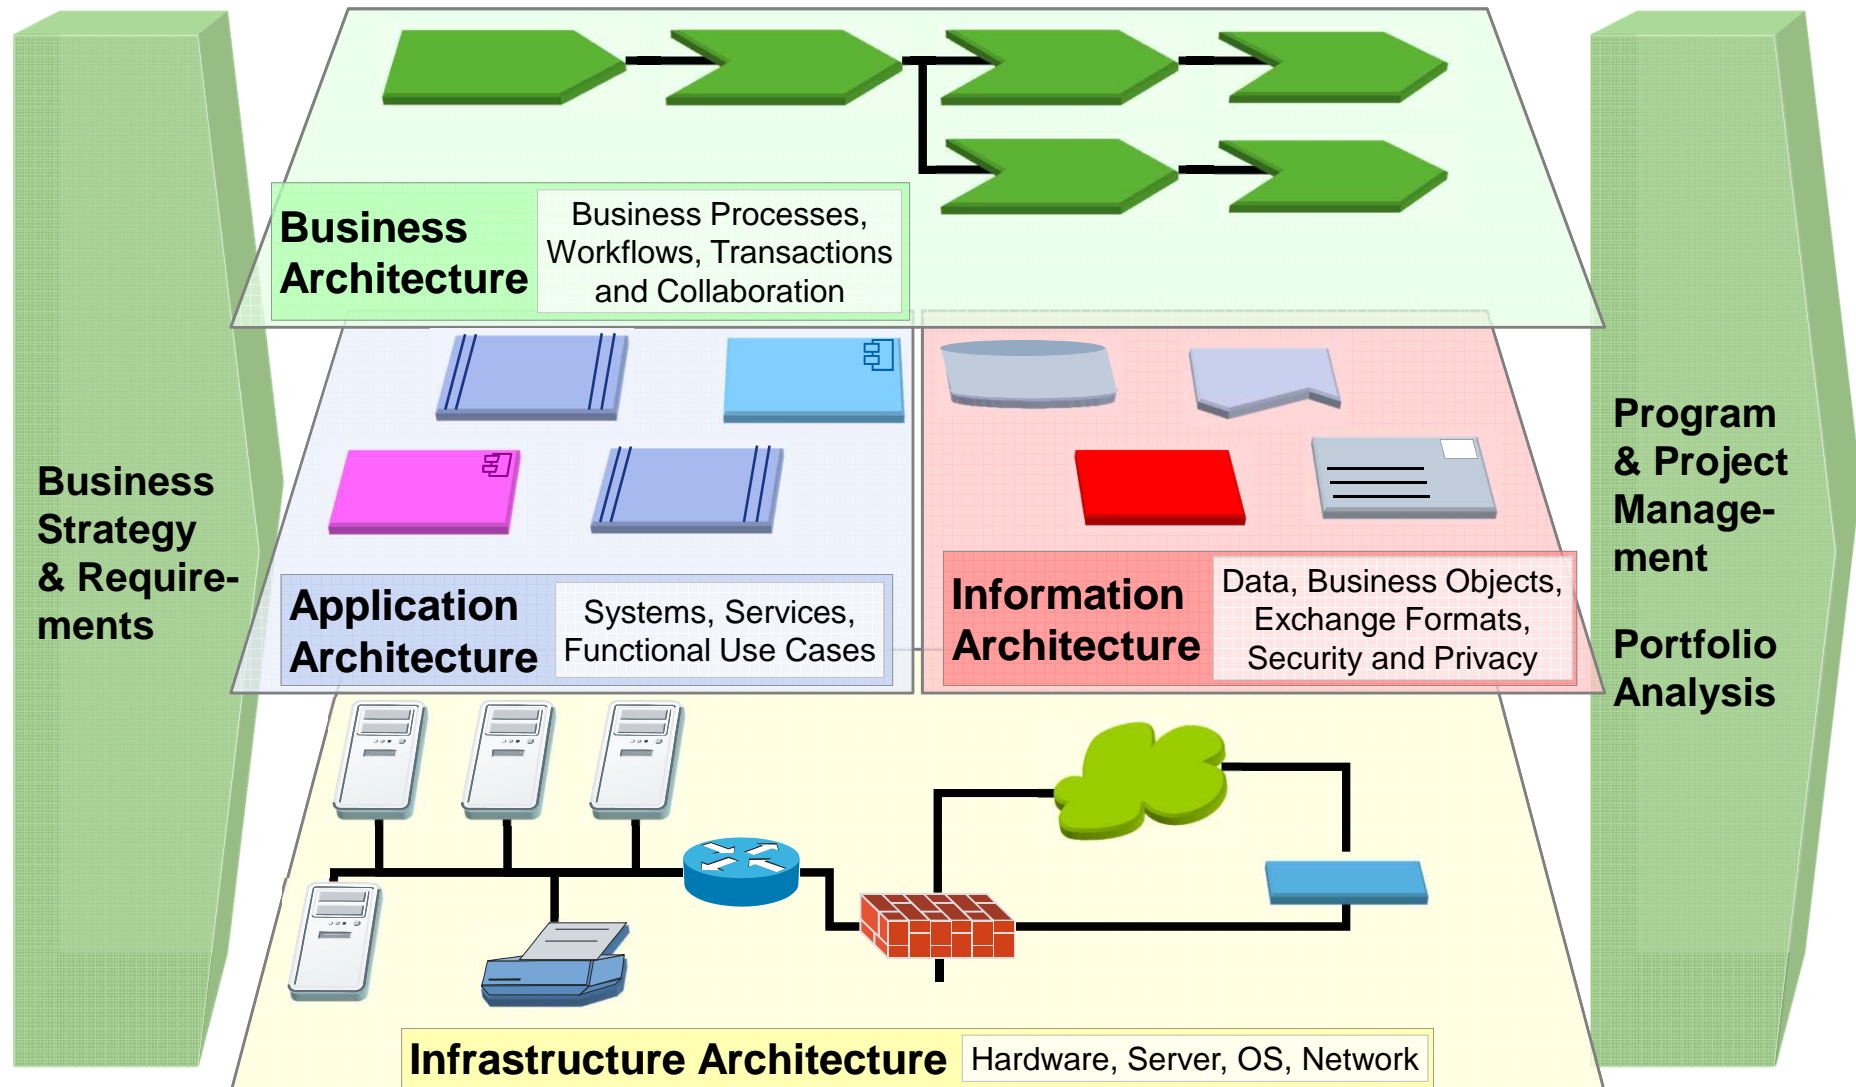 Business
Strategy
& Require-
ments
Business
Architecture
Business Processes,
Workflows, Transactions
and Collaboration
Application
Architecture
Systems, Services,
Functional Use Cases
Information
Architecture
Data, Business Objects,
Exchange Formats,
Security and Privacy
Infrastructure Architecture
Hardware, Server, OS, Network
Program
& Project
Manage-
ment
Portfolio
Analysis